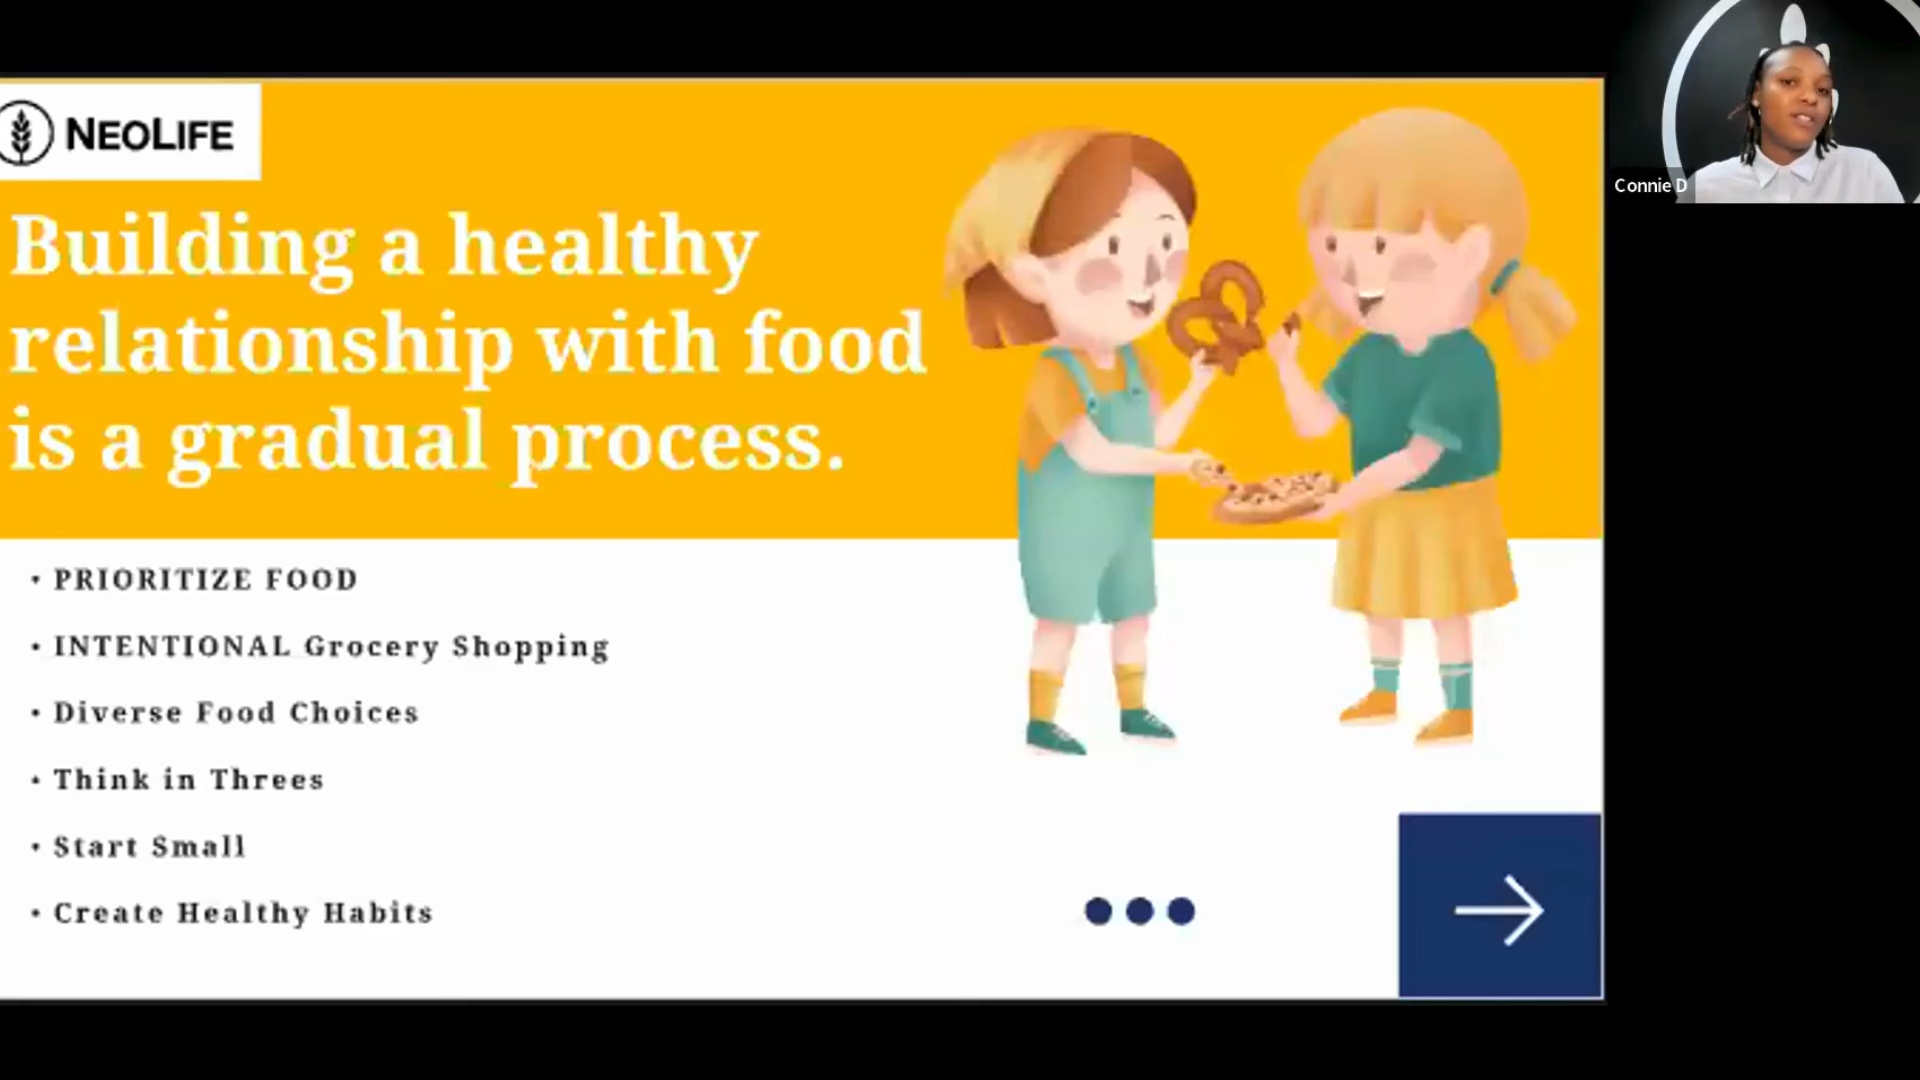 NEOLIFE
Building a healthy
relationship with food
is a gradual process.
• PRIORITIZE FOOD
• INTENTIONAL Grocery Shopping
• Diverse Food Choices
• Think in Threes
• Start Small
• Create Healthy Habits
Connie D